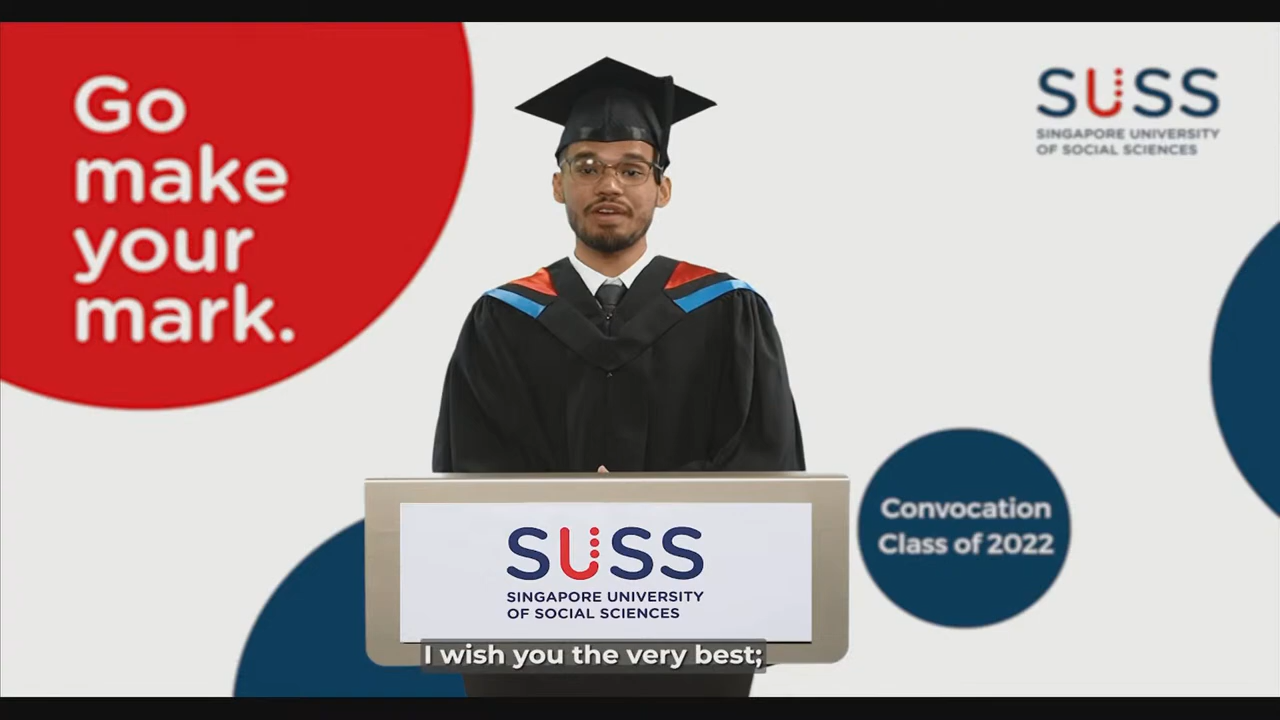 Go
make
your
mark.
SUSS
SINGAPORE UNIVERSITY
OF SOCIAL SCIENCES
Convocation
Class of 2022
SUSS
SINGAPORE UNIVERSITY
OF SOCIAL SCIENCES
I wish you the very best;